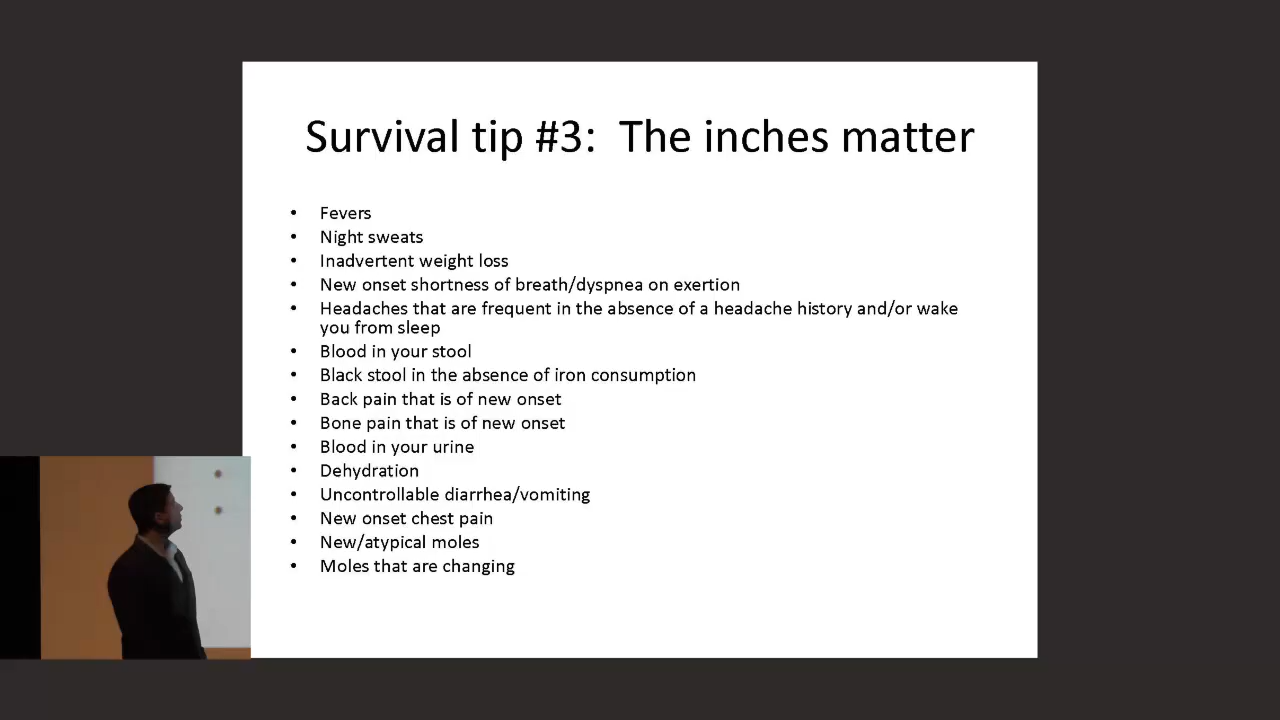 Survival tip #3: The inches matter
• Fevers
• Night sweats
• Inadvertent weight loss
• New onset shortness of breath/dyspnea on exertion
• Headaches that are frequent in the absence of a headache history and/or wake
you from sleep
• Blood in your stool
• Black stool in the absence of iron consumption
• Back pain that is of new onset
• Bone pain that is of new onset
• Blood in your urine
• Dehydration
• Uncontrollable diarrhea/vomiting
• New onset chest pain
• New/atypical moles
• Moles that are changing